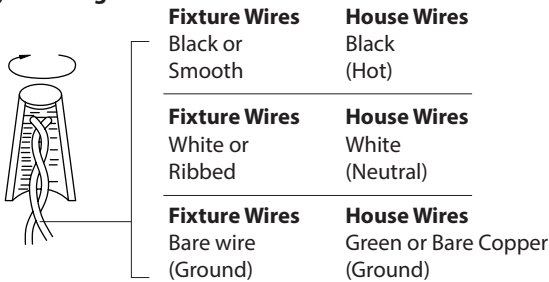 Fixture Wires House Wires
Black or Black
Smooth (Hot)
Fixture Wires House Wires
White or White
Ribbed (Neutral)
Fixture Wires House Wires
Bare wire Green or Bare Copper
(Ground) (Ground)